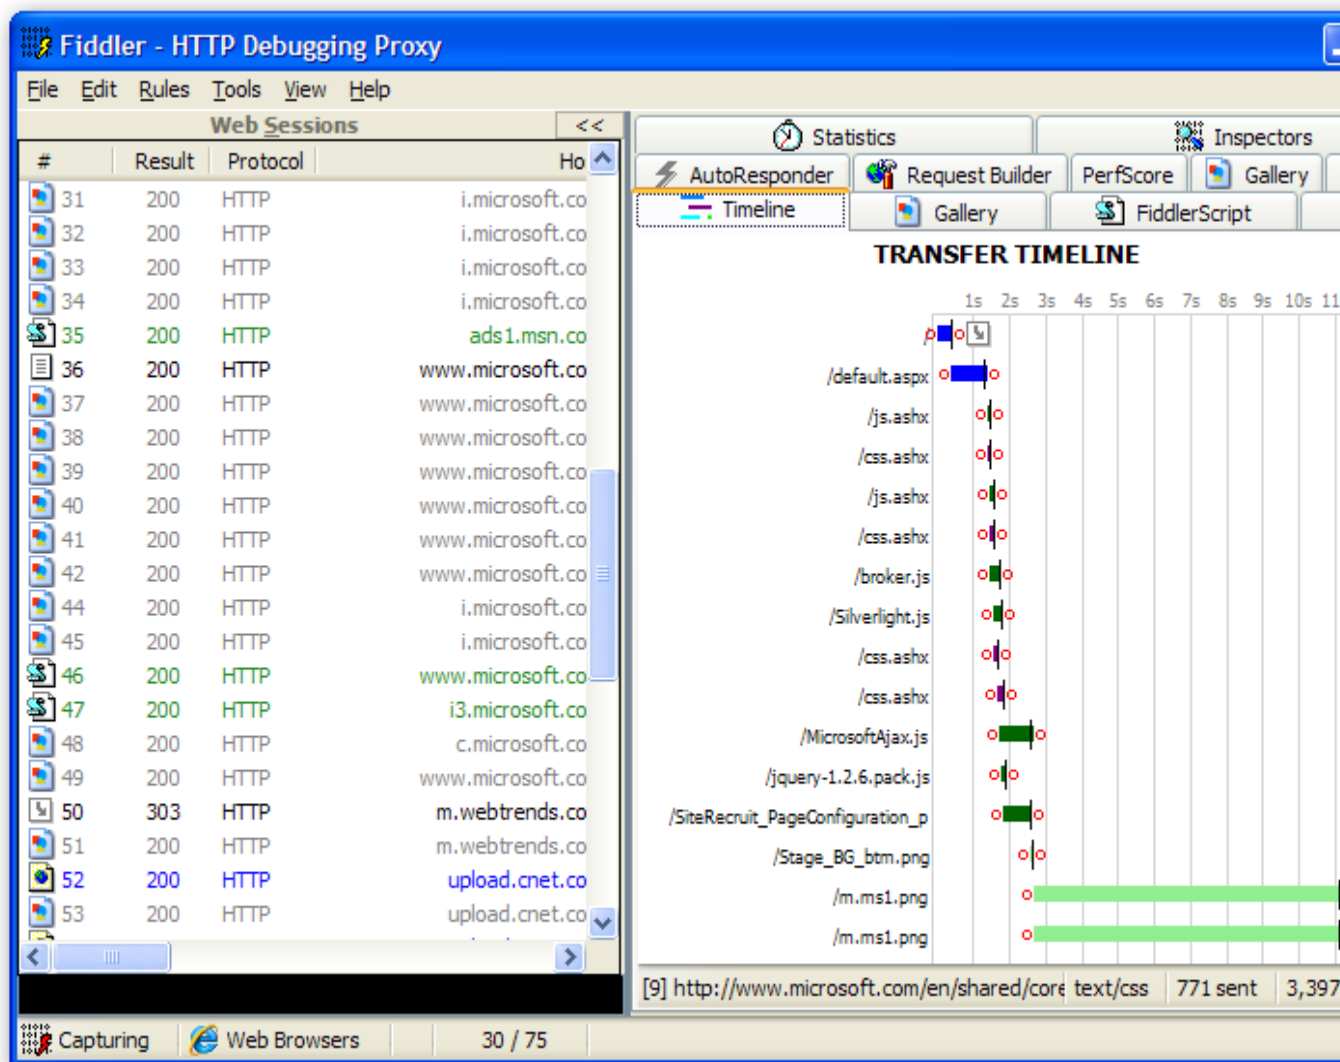 Fiddler - HTTP Debugging Proxy
File Edit Rules Tools View Help
Web Sessions <<
# Result Protocol Ho
31 200 HTTP i.microsoft.co
32 200 HTTP i.microsoft.co
33 200 HTTP i.microsoft.co
34 200 HTTP i.microsoft.co
35 200 HTTP ads1.msn.co
36 200 HTTP www.microsoft.co
37 200 HTTP www.microsoft.co
38 200 HTTP www.microsoft.co
39 200 HTTP www.microsoft.co
40 200 HTTP www.microsoft.co
41 200 HTTP www.microsoft.co
42 200 HTTP www.microsoft.co
44 200 HTTP i.microsoft.co
45 200 HTTP i.microsoft.co
46 200 HTTP www.microsoft.co
47 200 HTTP i3.microsoft.co
48 200 HTTP c.microsoft.co
49 200 HTTP www.microsoft.co
50 303 HTTP m.webtrends.co
51 200 HTTP m.webtrends.co
52 200 HTTP upload.cnet.co
53 200 HTTP upload.cnet.co
Statistics Inspectors
AutoResponder Request Builder PerfScore Gallery
Timeline Gallery FiddlerScript
TRANSFER TIMELINE
1s 2s 3s 4s 5s 6s 7s 8s 9s 10s 11
/
/default.aspx
/js.ashx
/css.ashx
/js.ashx
/css.ashx
/broker.js
/Silverlight.js
/css.ashx
/css.ashx
/MicrosoftAjax.js
/jquery-1.2.6.pack.js
/SiteRecruit_PageConfiguration_p
/Stage_BG_btm.png
/m.ms1.png
/m.ms1.png
[9] http://www.microsoft.com/en/shared/core text/css 771 sent 3,397
Capturing Web Browsers 30 / 75